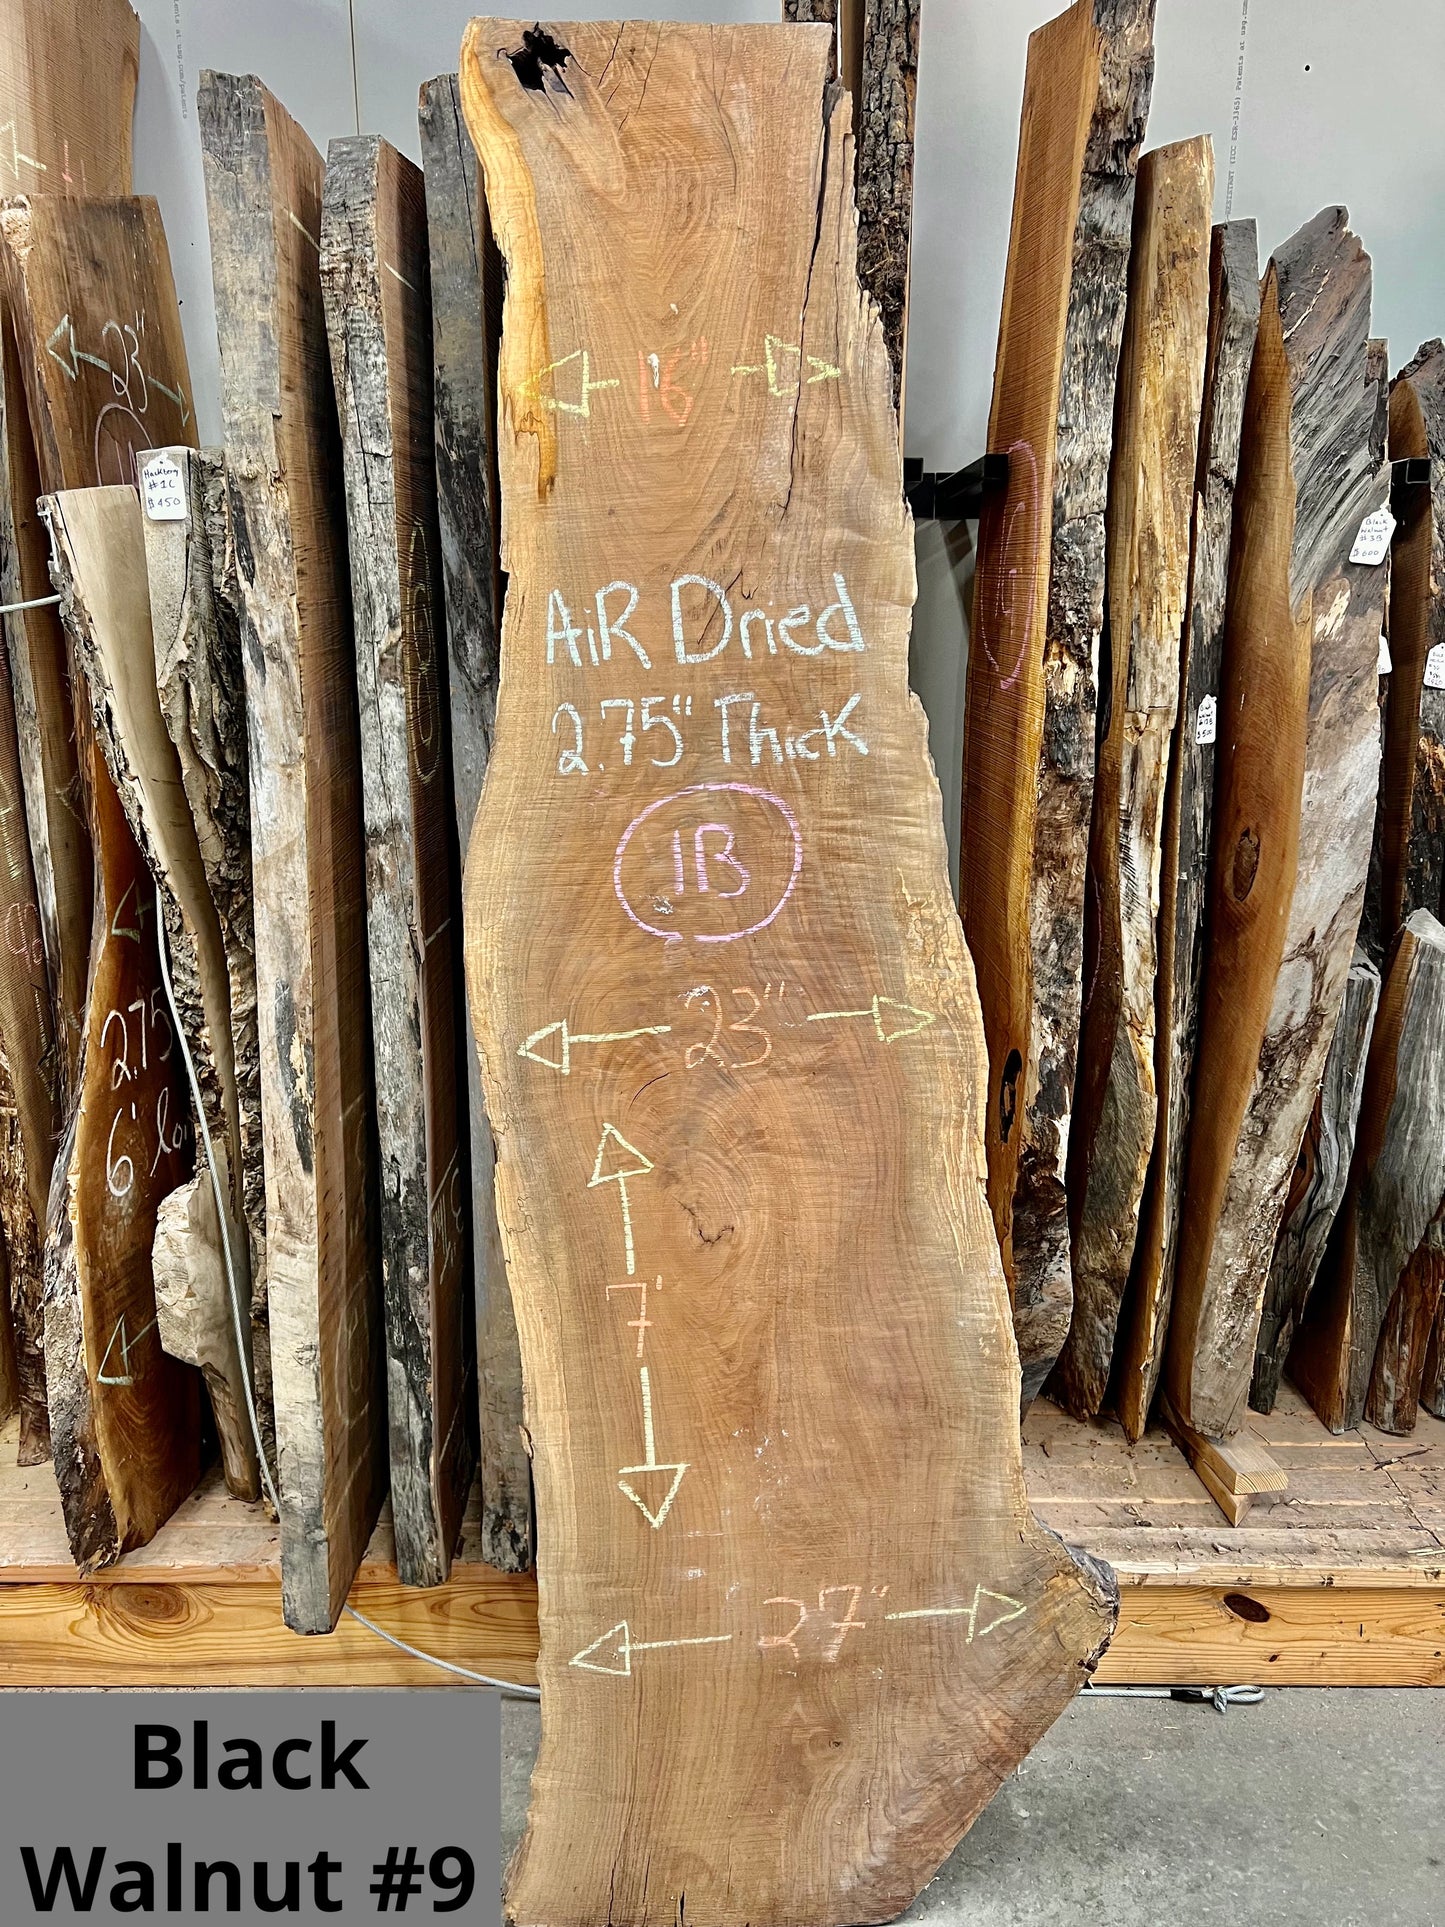 16"
AiR Dried
2.75" Thick
1B
23"
7'
27"
Black
Walnut #9
23"
Hackberry
#1C
$450
2.75
6'
Black
Walnut
#3B
$600
$500